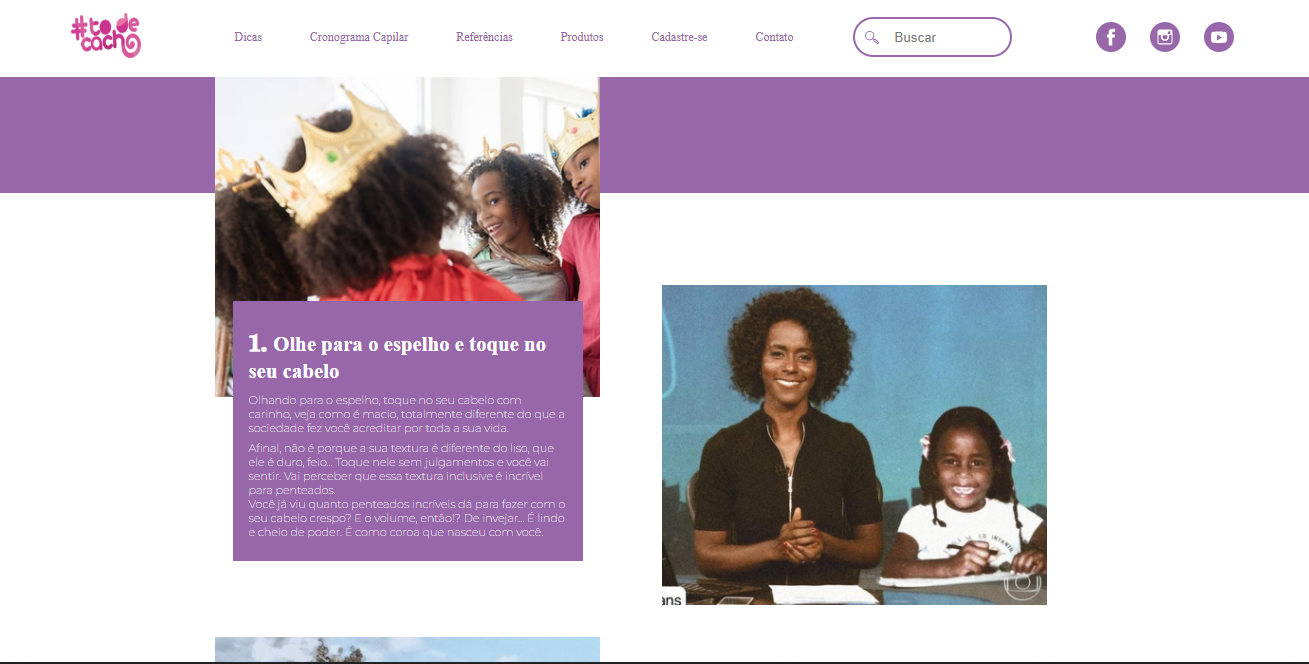 #to de
cacho
Dicas Cronograma Capilar Referências Produtos Cadastre-se Contato Buscar
1. Olhe para o espelho e toque no
seu cabelo
Olhando para o espelho, toque no seu cabelo com
carinho, veja como é macio, totalmente diferente do que a
sociedade fez você acreditar por toda a sua vida.
Afinal, não é porque a sua textura é diferente do liso, que
ele é duro, feio... Toque nele sem julgamentos e você vai
sentir. Vai perceber que essa textura inclusive é incrível
para penteados.
Você já viu quanto penteados incríveis dá para fazer com o
seu cabelo crespo? E o volume, então!? De invejar... É lindo
e cheio de poder. É como coroa que nasceu com você.
ans